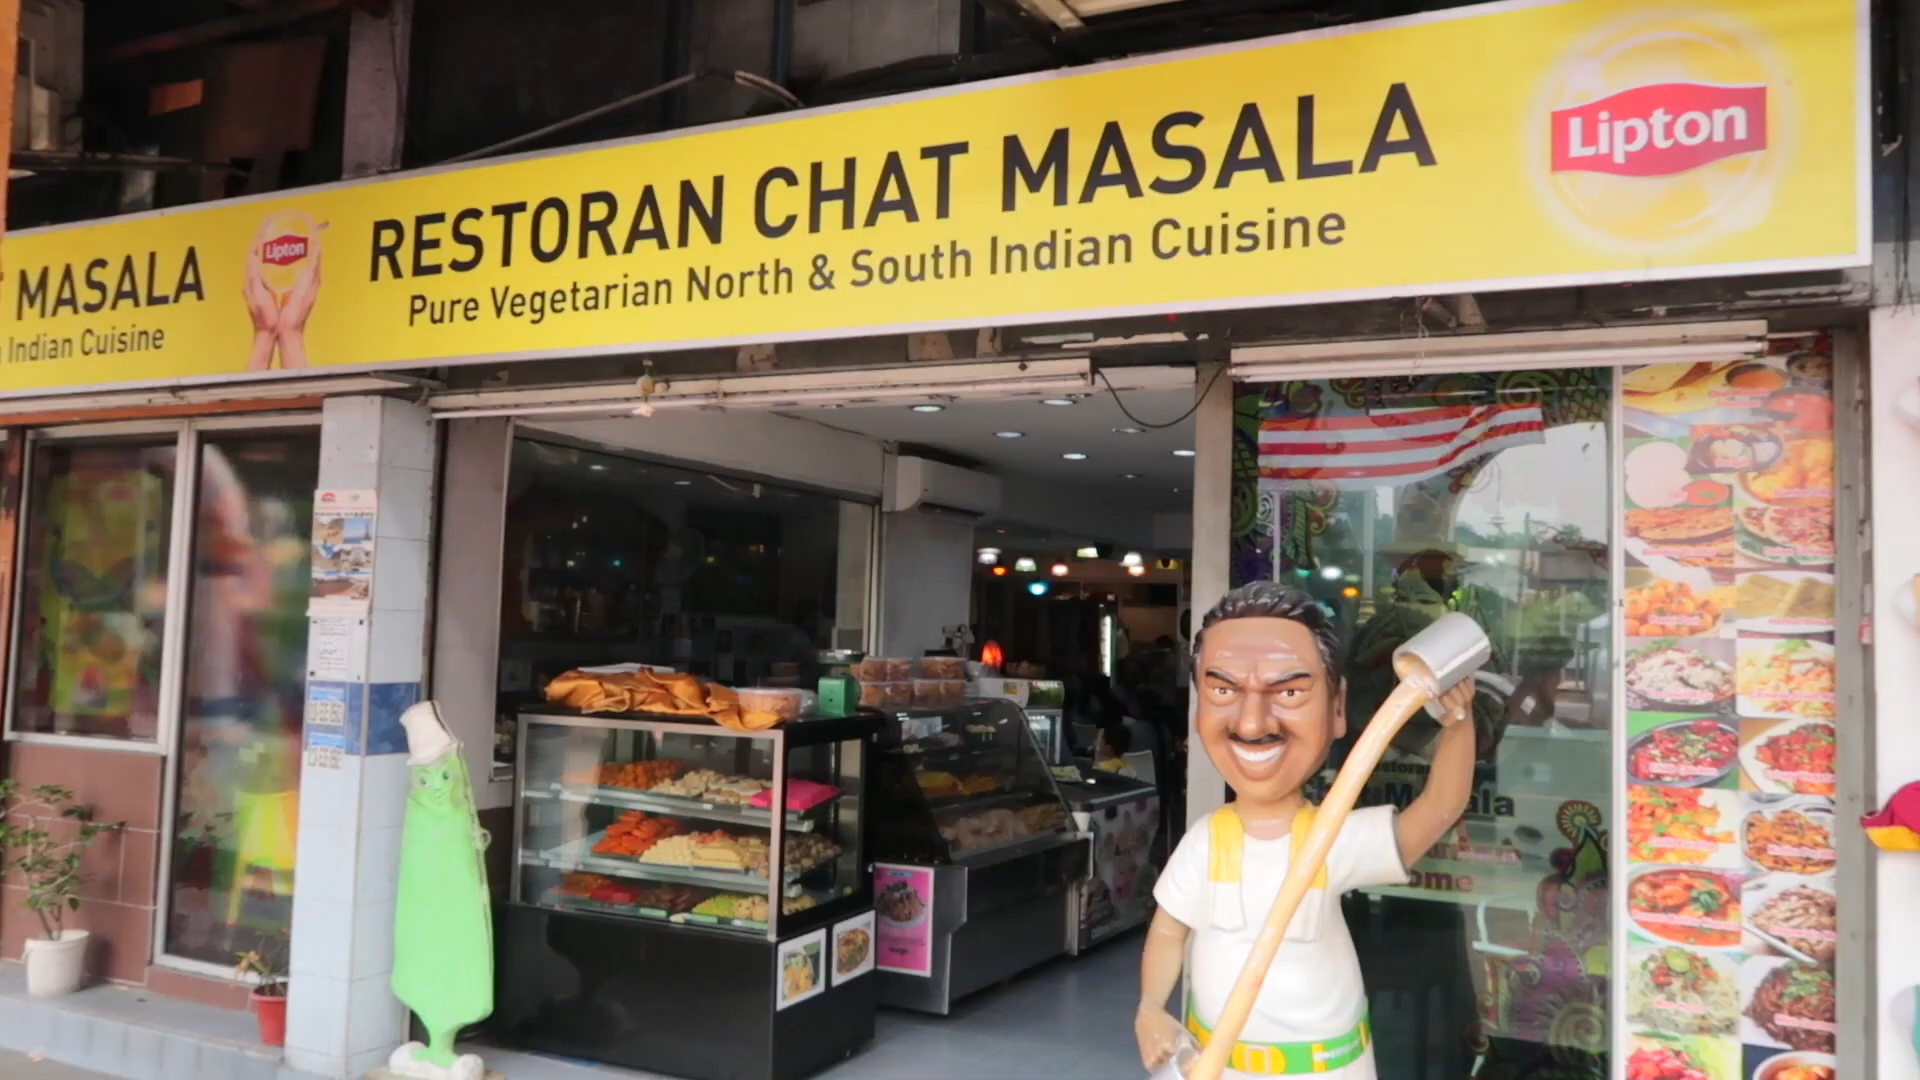 MASALA
Indian Cuisine
Lipton
RESTORAN CHAT MASALA
Pure Vegetarian North & South Indian Cuisine
Lipton